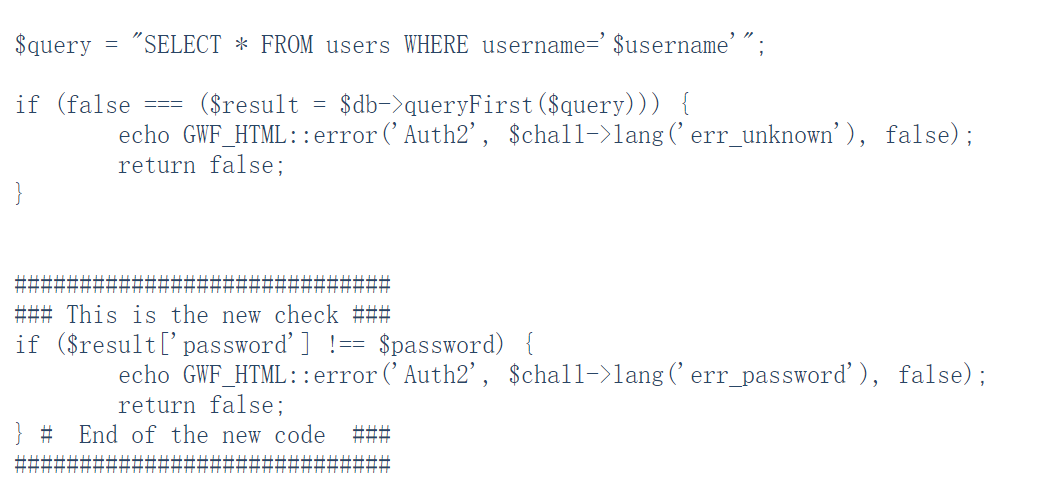 $query = "SELECT * FROM users WHERE username='$username'";
if (false === ($result = $db->queryFirst($query))) {
echo GWF_HTML::error('Auth2', $chall->lang('err_unknown'), false);
return false;
}
#############################
### This is the new check ###
if ($result['password'] !== $password) {
echo GWF_HTML::error('Auth2', $chall->lang('err_password'), false);
return false;
} #  End of the new code  ###
#############################